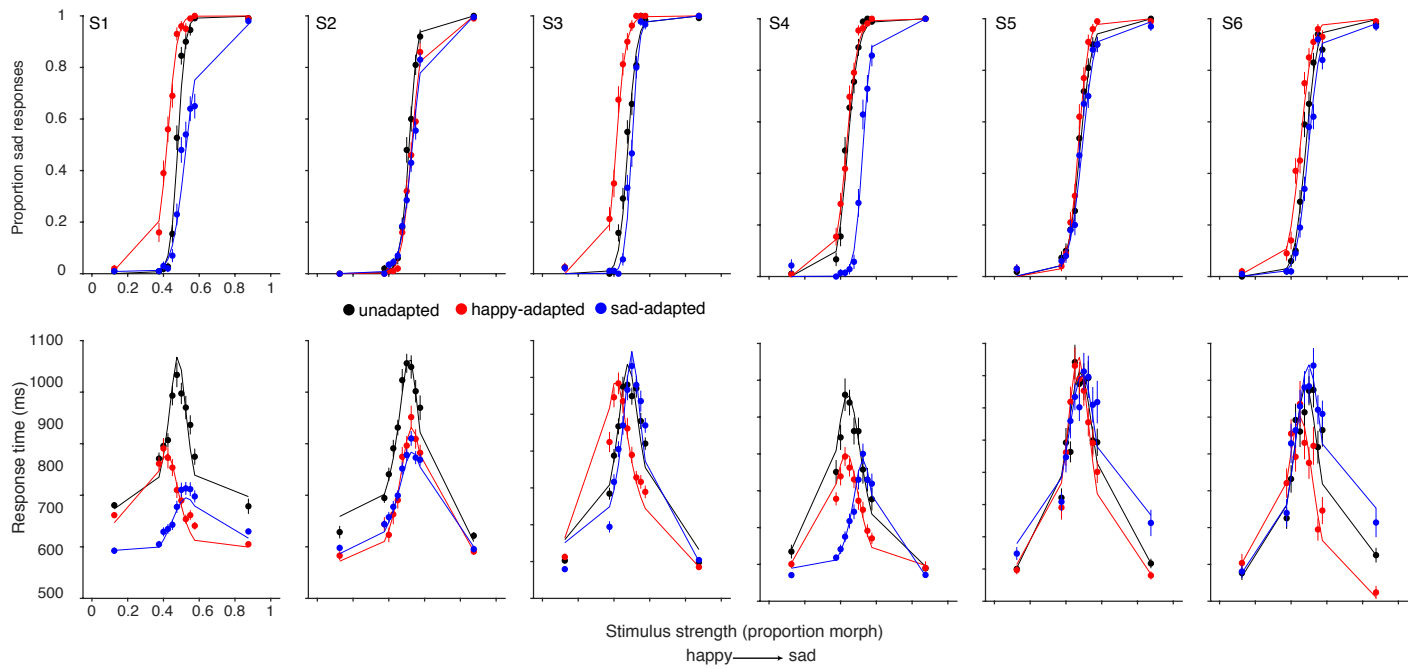 S1 S2 S3 S4 S5 S6
Proportion sad responses
1
0.8
0.6
0.4
0.2
0
0 0.2 0.4 0.6 0.8 1
unadapted happy-adapted sad-adapted
Response time (ms)
1100
1000
900
800
700
600
500
0 0.2 0.4 0.6 0.8 1
Stimulus strength (proportion morph)
happy sad